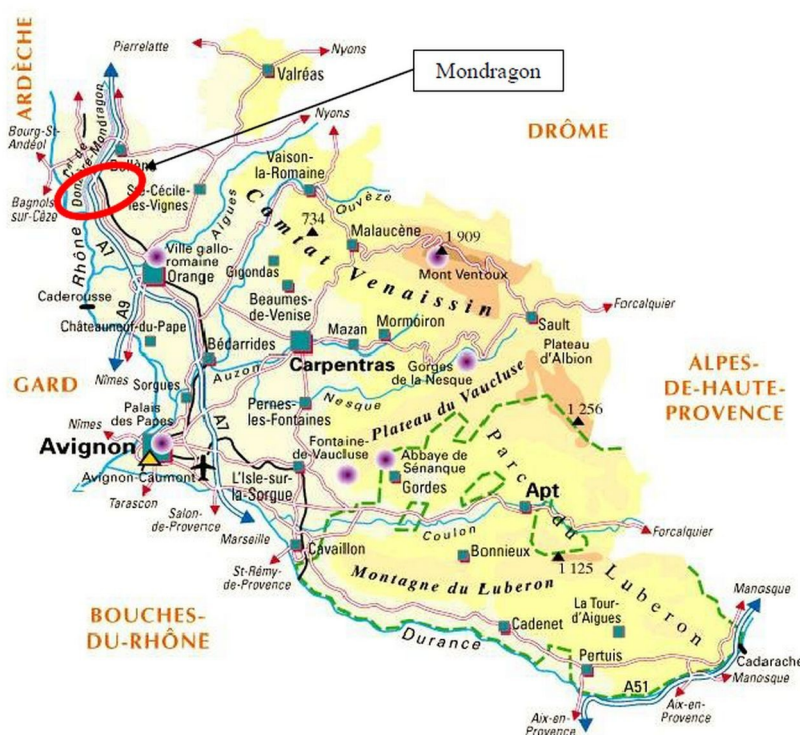 ARDÈCHE
Pierrelatte
Nyons
Valréas
Mondragon
Nyons
DRÔME
Bourg-St-
Andéol
Cal de
Donzère-Mondragon
Bollène
Bagnols
sur-Cèze
Ste-Cécile-
les-Vignes
Vaison-
la-Romaine
Ouvèze
Aigues
734
Malaucène
1 909
Mont Ventoux
Comtat Venaissin
Rhône
A7
Ville gallo-
romaine
Orange
Gigondas
Beaumes-
de-Venise
Caderousse
A9
Forcalquier
Châteauneuf-du-Pape
Mazan
Mormoiron
Sault
Plateau
d'Albion
Bédarrides
Carpentras
Auzon
Gorges
de la Nesque
ALPES-
DE-HAUTE-
PROVENCE
GARD
Nîmes
Sorgues
Pernes-
les-Fontaines
Nesque
Plateau du Vaucluse
1 256
Palais
des Papes
Nîmes
A7
Avignon
Fontaine-
de-Vaucluse
Abbaye de
Sénanque
Gordes
Parc du Luberon
Avignon-Caumont
L'Isle-sur-
la-Sorgue
Apt
Tarascon
Salon-
de-Provence
Marseille
Coulon
Forcalquier
Cavaillon
Bonnieux
1 125
St-Rémy-
de-Provence
Montagne du Luberon
Manosque
BOUCHES-
DU-RHÔNE
La Tour-
d'Aigues
Cadenet
Durance
Pertuis
Cadarache
Manosque
A51
Aix-en-
Provence
Aix-en-
Provence